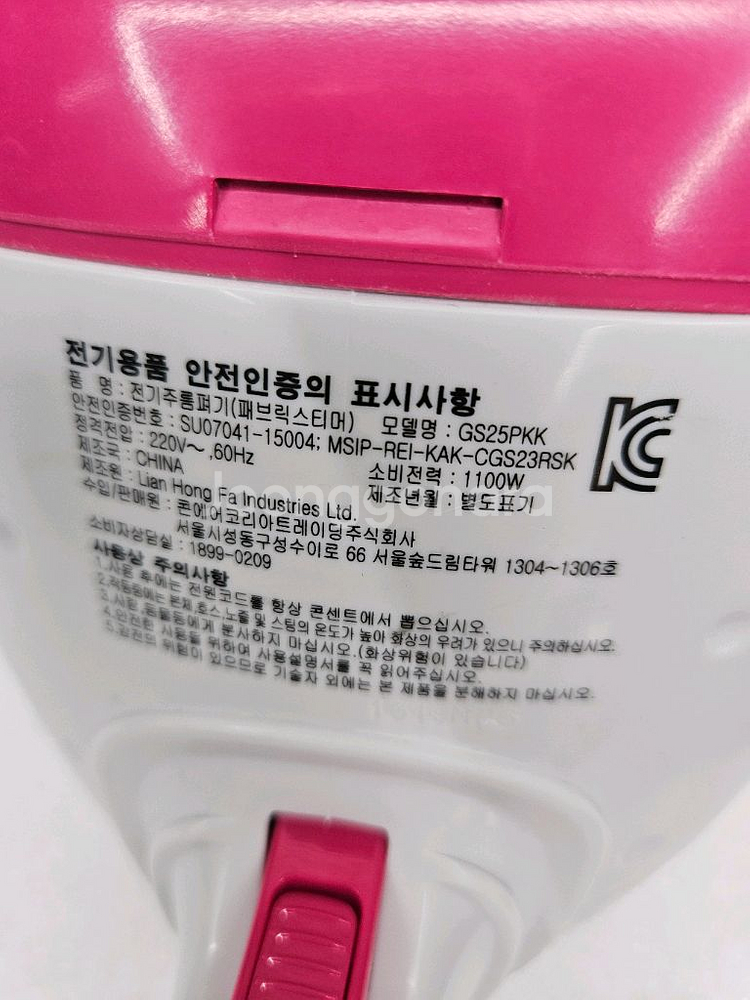 전기용품 안전인증의 표시사항
품 명 : 전기주름펴기(패브릭스티머) 모델명 : GS25PKK
안전인증번호 : SU07041-15004; MSIP-REI-KAK-CGS23RSK
정격전압 : 220V~ ,60Hz 소비전력 : 1100W
제조국 : CHINA 제조년월 : 별도표기
제조원 : Lian Hong Fa Industries Ltd.
수입/판매원 : 콘에어코리아트레이딩주식회사
서울시성동구성수이로 66 서울숲드림타워 1304~1306호
소비자상담실 : 1899-0209
사용상 주의사항
1.사용 후에는 전원코드를 항상 콘센트에서 뽑으십시오.
2.작동중에는 본체,호스,노즐 및 스팀의 온도가 높아 화상의 우려가 있으니 주의하십시오.
3.사람,동물등에게 분사하지 마십시오.(화상위험이 있습니다)
4.안전한 사용을 위하여 사용설명서를 꼭 읽어주십시오.
5.감전의 위험이 있으므로 기술자 외에는 본 제품을 분해하지 마십시오.
KC